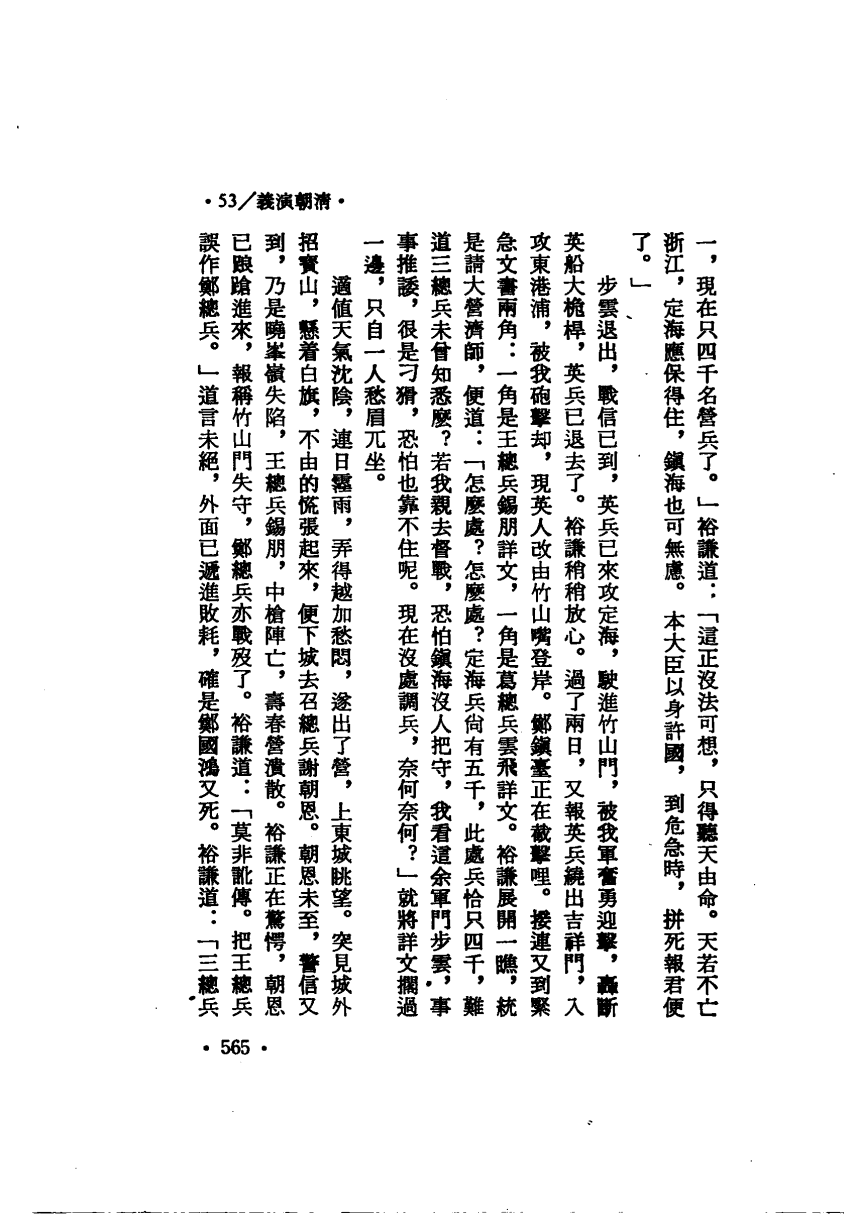 •53／義演朝清•
一，現在只四千名營兵了。」裕謙道：「這正沒法可想，只得聽天由命。天若不亡
浙江，定海應保得住，鎮海也可無慮。本大臣以身許國，到危急時，拼死報君便
了。」
步雲退出，戰信已到，英兵已來攻定海，駛進竹山門，被我軍奮勇迎擊，轟斷
英船大桅桿，英兵已退去了。裕謙稍稍放心。過了兩日，又報英兵繞出吉祥門，入
攻東港浦，被我砲擊却，現英人改由竹山嘴登岸。鄭鎮臺正在截擊哩。接連又到緊
急文書兩角：一角是王總兵錫朋詳文，一角是葛總兵雲飛詳文。裕謙展開一瞧，統
是請大營濟師，便道：「怎麼處？怎麼處？定海兵尚有五千，此處兵恰只四千，難
道三總兵未曾知悉麼？若我親去督戰，恐怕鎮海沒人把守，我看這余軍門步雲，事
事推諉，很是刁猾，恐怕也靠不住呢。現在沒處調兵，奈何奈何？」就將詳文擱過
一邊，只自一人愁眉兀坐。
適值天氣沈陰，連日霪雨，弄得越加愁悶，遂出了營，上東城眺望。突見城外
招寶山，懸着白旗，不由的慌張起來，便下城去召總兵謝朝恩。朝恩未至，警信又
到，乃是曉峯嶺失陷，王總兵錫朋，中槍陣亡，壽春營潰散。裕謙正在驚愕，朝恩
已踉蹌進來，報稱竹山門失守，鄭總兵亦戰歿了。裕謙道：「莫非訛傳。把王總兵
誤作鄭總兵。」道言未絕，外面已遞進敗耗，確是鄭國鴻又死。裕謙道：「三總兵
•565•